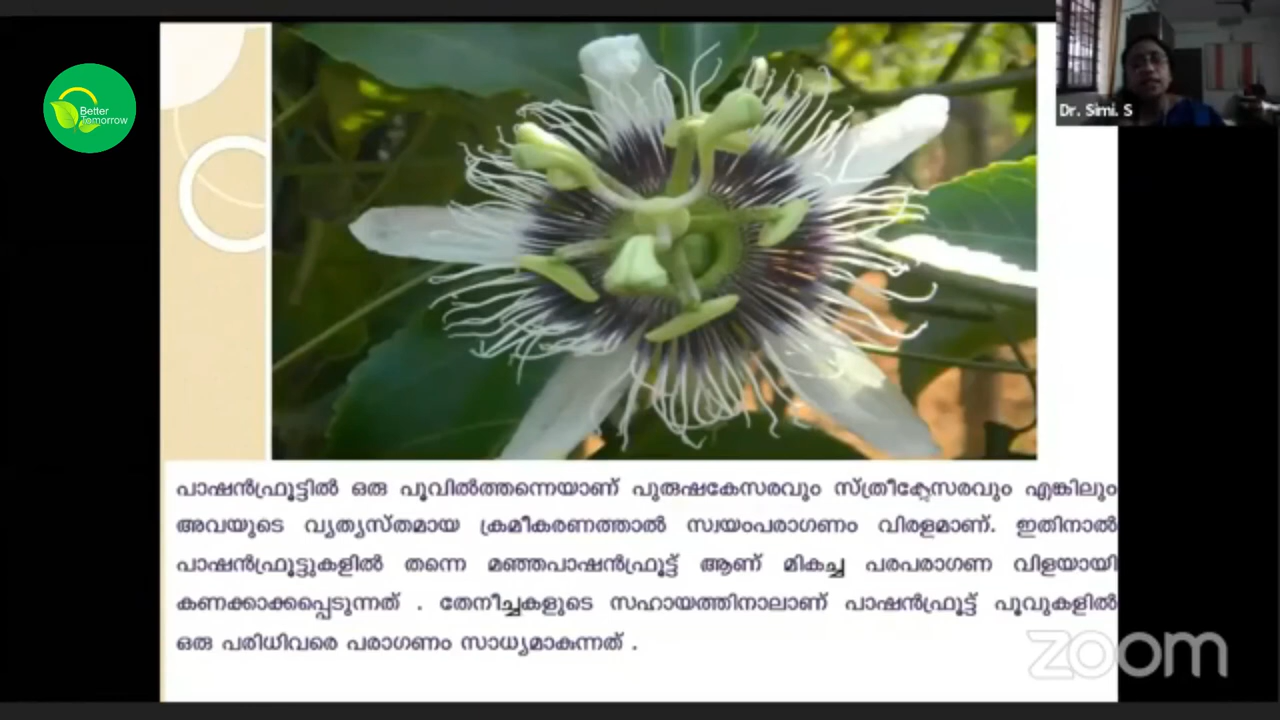 Better
Tomorrow
Dr. Simi. S
പാഷൻഫ്രൂട്ടിൽ ഒരു പൂവിൽത്തന്നെയാണ് പുരുഷകേസരവും സ്ത്രീകേസരവും എങ്കിലും
അവയുടെ വ്യത്യസ്തമായ ക്രമീകരണത്താൽ സ്വയംപരാഗണം വിരളമാണ്. ഇതിനാൽ
പാഷൻഫ്രൂട്ടുകളിൽ തന്നെ മഞ്ഞപാഷൻഫ്രൂട്ട് ആണ് മികച്ച പരപരാഗണ വിളയായി
കണക്കാക്കപ്പെടുന്നത് . തേനീച്ചകളുടെ സഹായത്തിനാലാണ് പാഷൻഫ്രൂട്ട് പൂവുകളിൽ
ഒരു പരിധിവരെ പരാഗണം സാധ്യമാകുന്നത് .
zoom